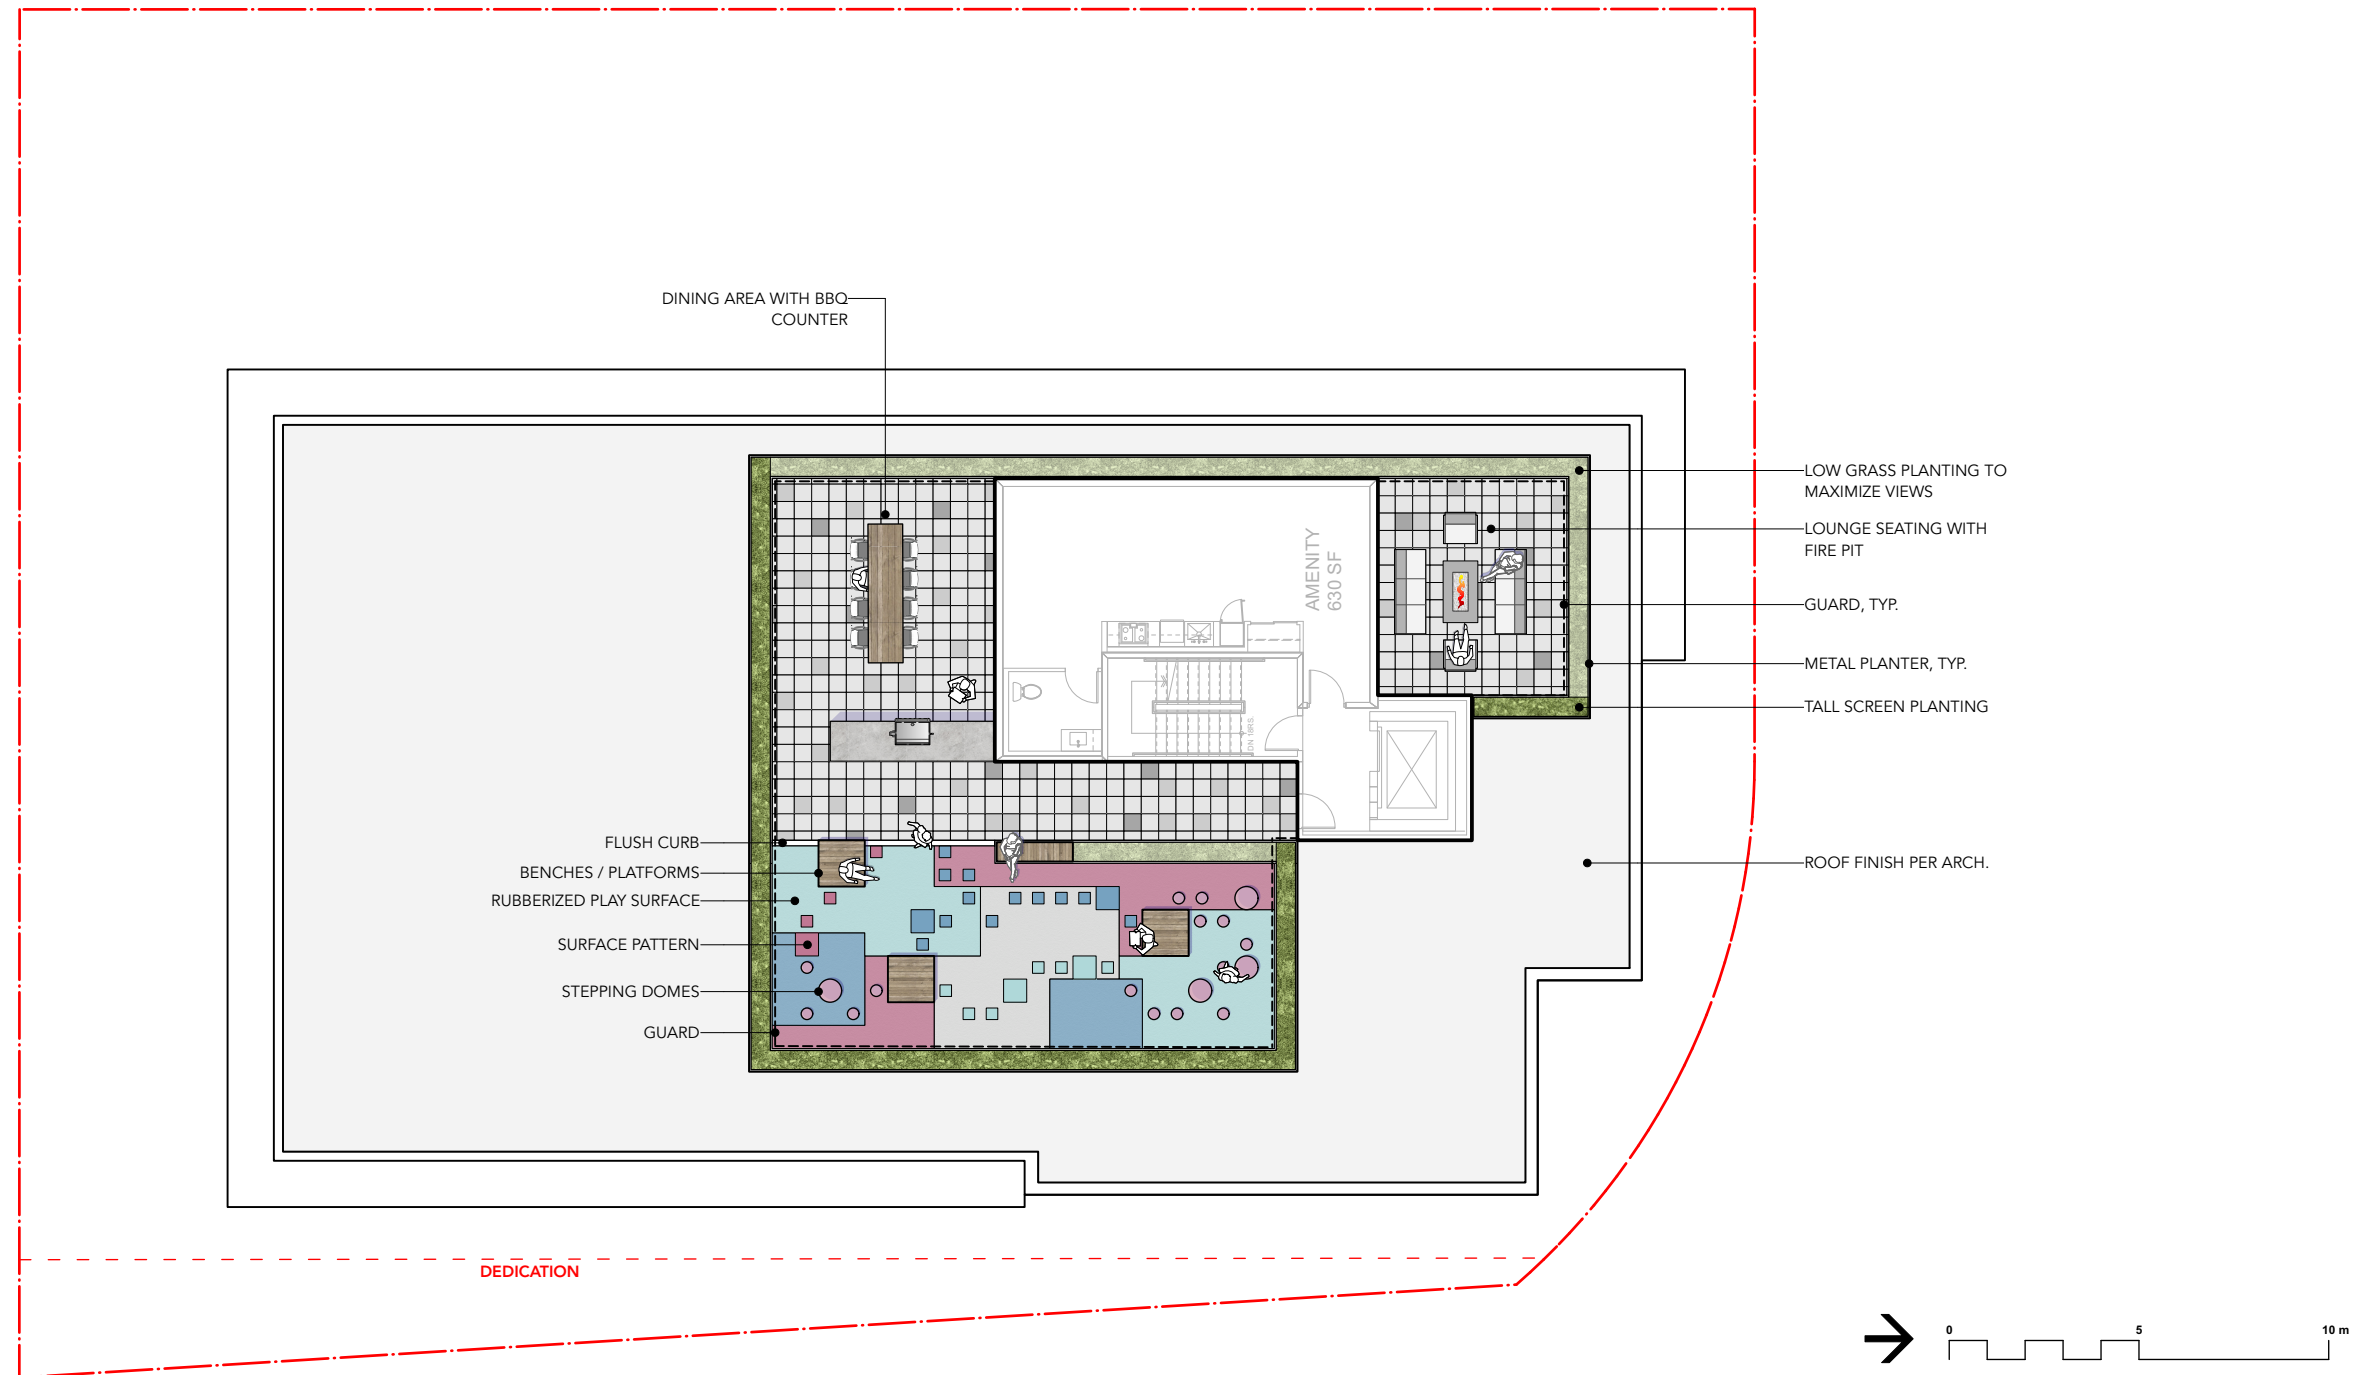 DINING AREA WITH BBQ
COUNTER
LOW GRASS PLANTING TO
MAXIMIZE VIEWS
LOUNGE SEATING WITH
FIRE PIT
AMENITY
630 SF
GUARD, TYP.
METAL PLANTER, TYP.
TALL SCREEN PLANTING
DN 18RS.
FLUSH CURB
BENCHES / PLATFORMS
RUBBERIZED PLAY SURFACE
SURFACE PATTERN
STEPPING DOMES
GUARD
ROOF FINISH PER ARCH.
DEDICATION
0 5 10 m